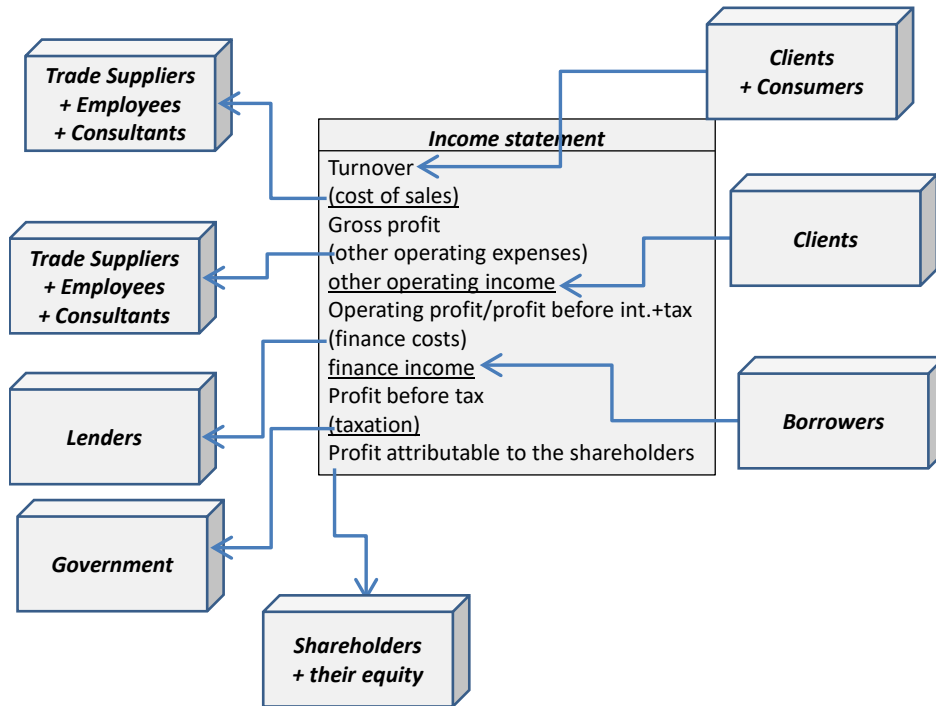 Trade Suppliers
+ Employees
+ Consultants
Clients
+ Consumers
Income statement
Turnover
(cost of sales)
Gross profit
(other operating expenses)
other operating income
Operating profit/profit before int.+tax
(finance costs)
finance income
Profit before tax
(taxation)
Profit attributable to the shareholders
Trade Suppliers
+ Employees
+ Consultants
Clients
Lenders
Borrowers
Government
Shareholders
+ their equity